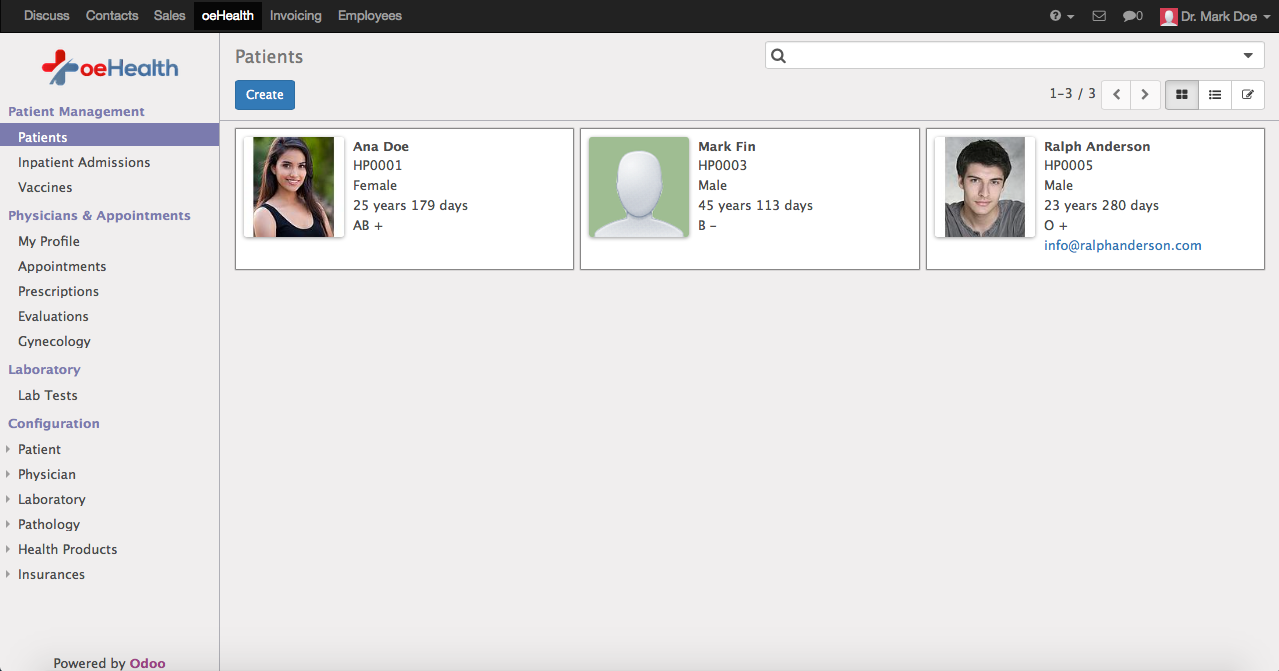 Discuss Contacts Sales oeHealth Invoicing Employees 0 Dr. Mark Doe
oeHealth
Patient Management
Patients
Inpatient Admissions
Vaccines
Physicians & Appointments
My Profile
Appointments
Prescriptions
Evaluations
Gynecology
Laboratory
Lab Tests
Configuration
Patient
Physician
Laboratory
Pathology
Health Products
Insurances
Powered by Odoo
Patients
Create
1-3 / 3
Ana Doe
HP0001
Female
25 years 179 days
AB +
Mark Fin
HP0003
Male
45 years 113 days
B -
Ralph Anderson
HP0005
Male
23 years 280 days
O +
info@ralphanderson.com